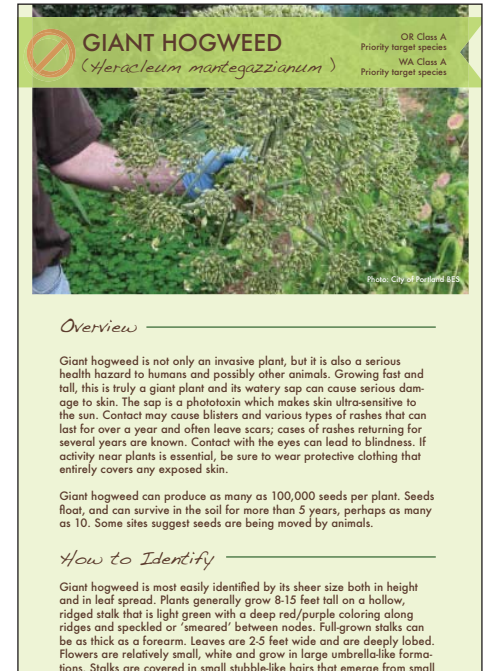 GIANT HOGWEED
(Heracleum mantegazzianum )
OR Class A
Priority target species
WA Class A
Priority target species
Photo: City of Portland BES
Overview
Giant hogweed is not only an invasive plant, but it is also a serious
health hazard to humans and possibly other animals. Growing fast and
tall, this is truly a giant plant and its watery sap can cause serious dam-
age to skin. The sap is a phototoxin which makes skin ultra-sensitive to
the sun. Contact may cause blisters and various types of rashes that can
last for over a year and often leave scars; cases of rashes returning for
several years are known. Contact with the eyes can lead to blindness. If
activity near plants is essential, be sure to wear protective clothing that
entirely covers any exposed skin.
Giant hogweed can produce as many as 100,000 seeds per plant. Seeds
float, and can survive in the soil for more than 5 years, perhaps as many
as 10. Some sites suggest seeds are being moved by animals.
How to Identify
Giant hogweed is most easily identified by its sheer size both in height
and in leaf spread. Plants generally grow 8-15 feet tall on a hollow,
ridged stalk that is light green with a deep red/purple coloring along
ridges and speckled or ‘smeared’ between nodes. Full-grown stalks can
be as thick as a forearm. Leaves are 2-5 feet wide and are deeply lobed.
Flowers are relatively small, white and grow in large umbrella-like forma-
tions. Stalks are covered in small stubble-like hairs that emerge from small